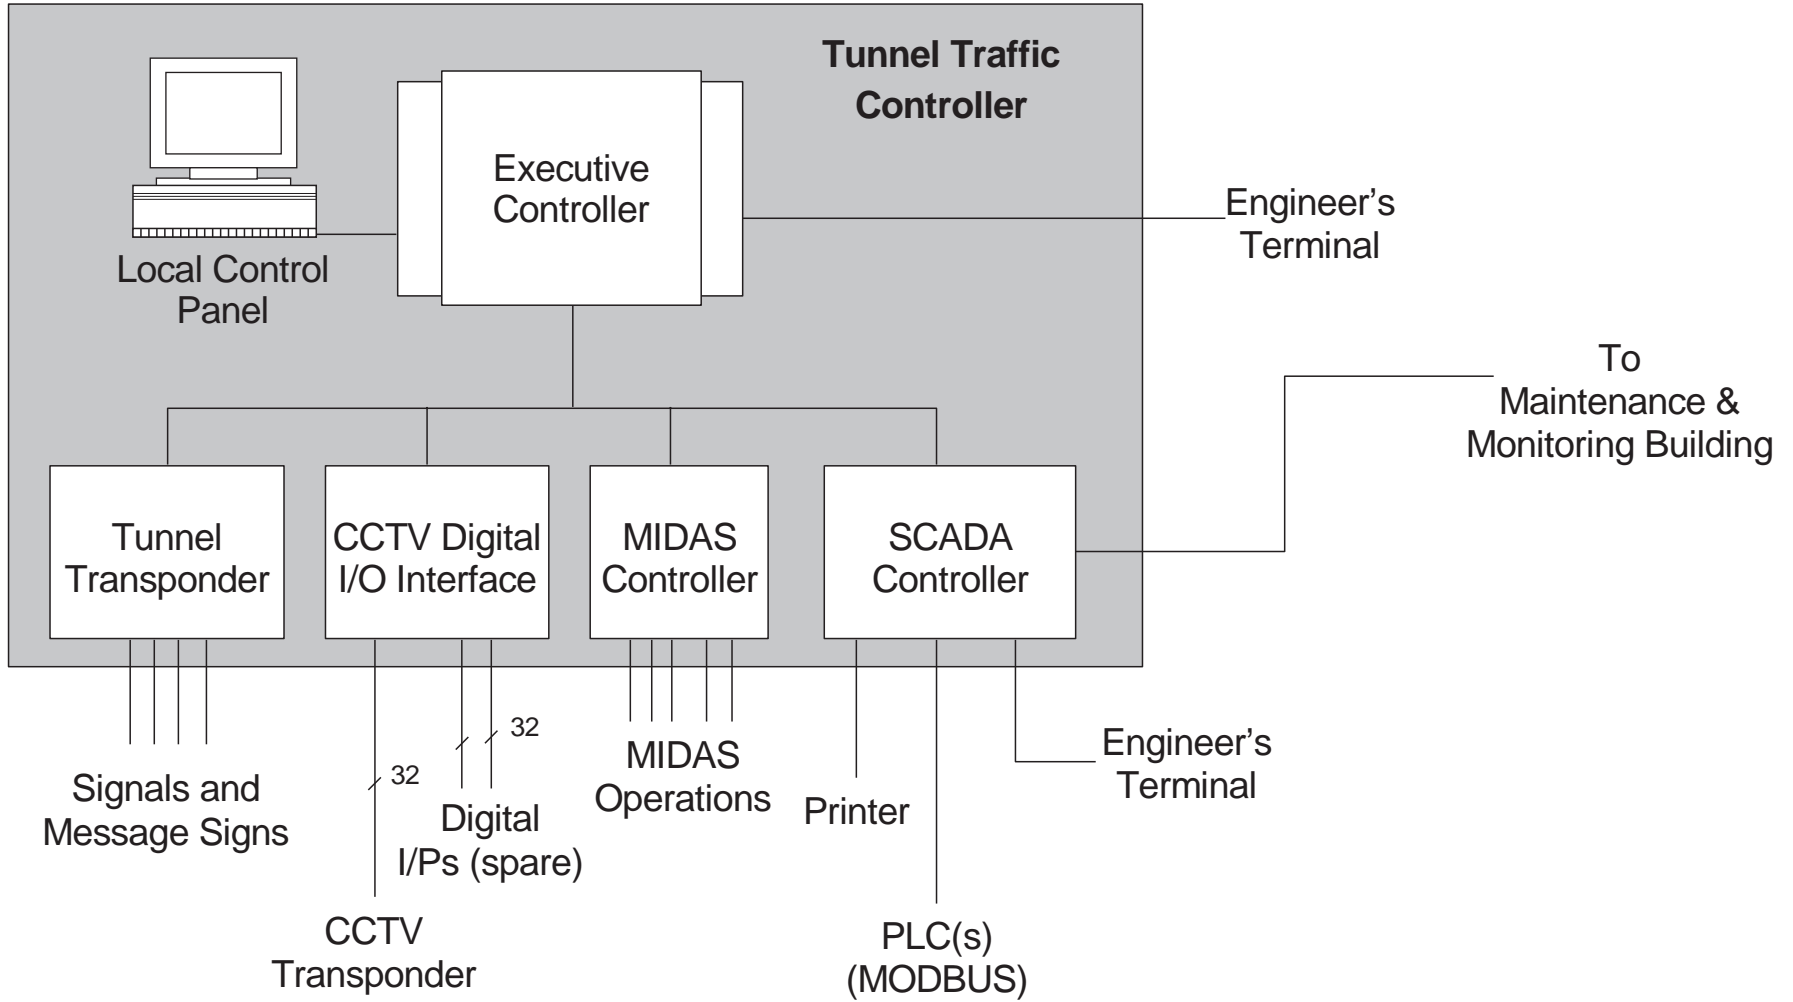 Tunnel Traffic
Controller
Executive
Controller
Local Control
Panel
Engineer’s
Terminal
To
Maintenance &
Monitoring Building
Tunnel
Transponder
CCTV Digital
I/O Interface
MIDAS
Controller
SCADA
Controller
32
32
Signals and
Message Signs
Digital
I/Ps (spare)
MIDAS
Operations
Printer
Engineer’s
Terminal
CCTV
Transponder
PLC(s)
(MODBUS)